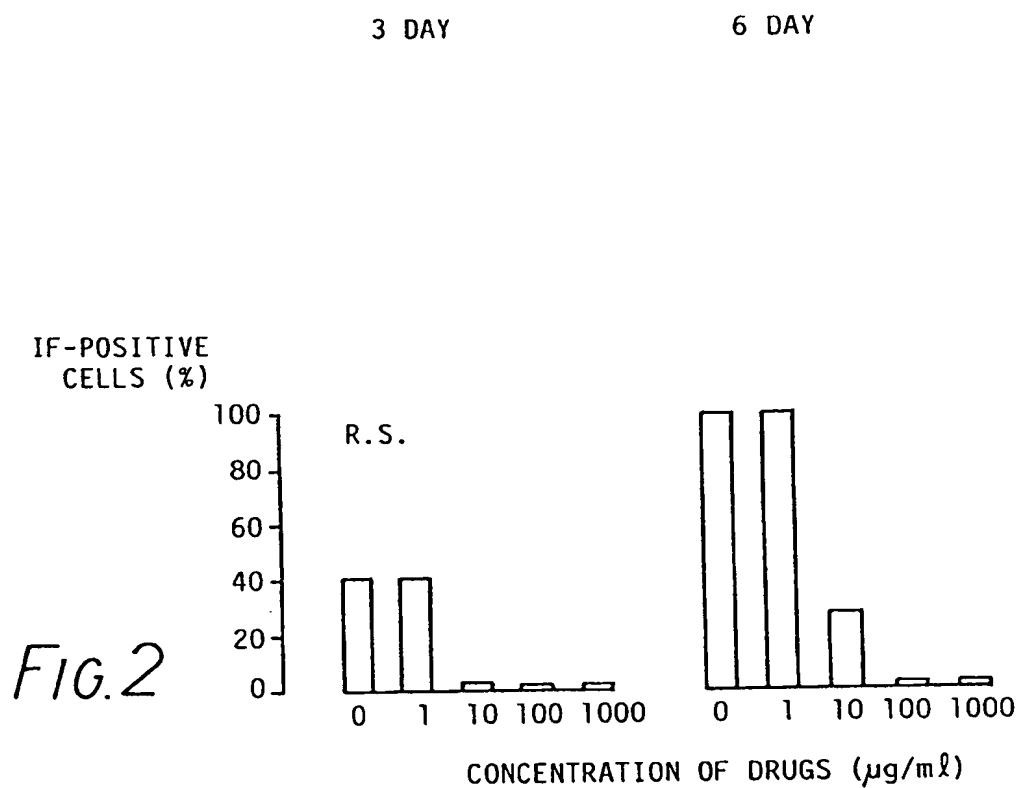 3 DAY
6 DAY
IF-POSITIVE
CELLS (%)
100
80
60
40
20
0
R.S.
0 1 10 100 1000
0 1 10 100 1000
CONCENTRATION OF DRUGS (µg/mℓ)
FIG.2